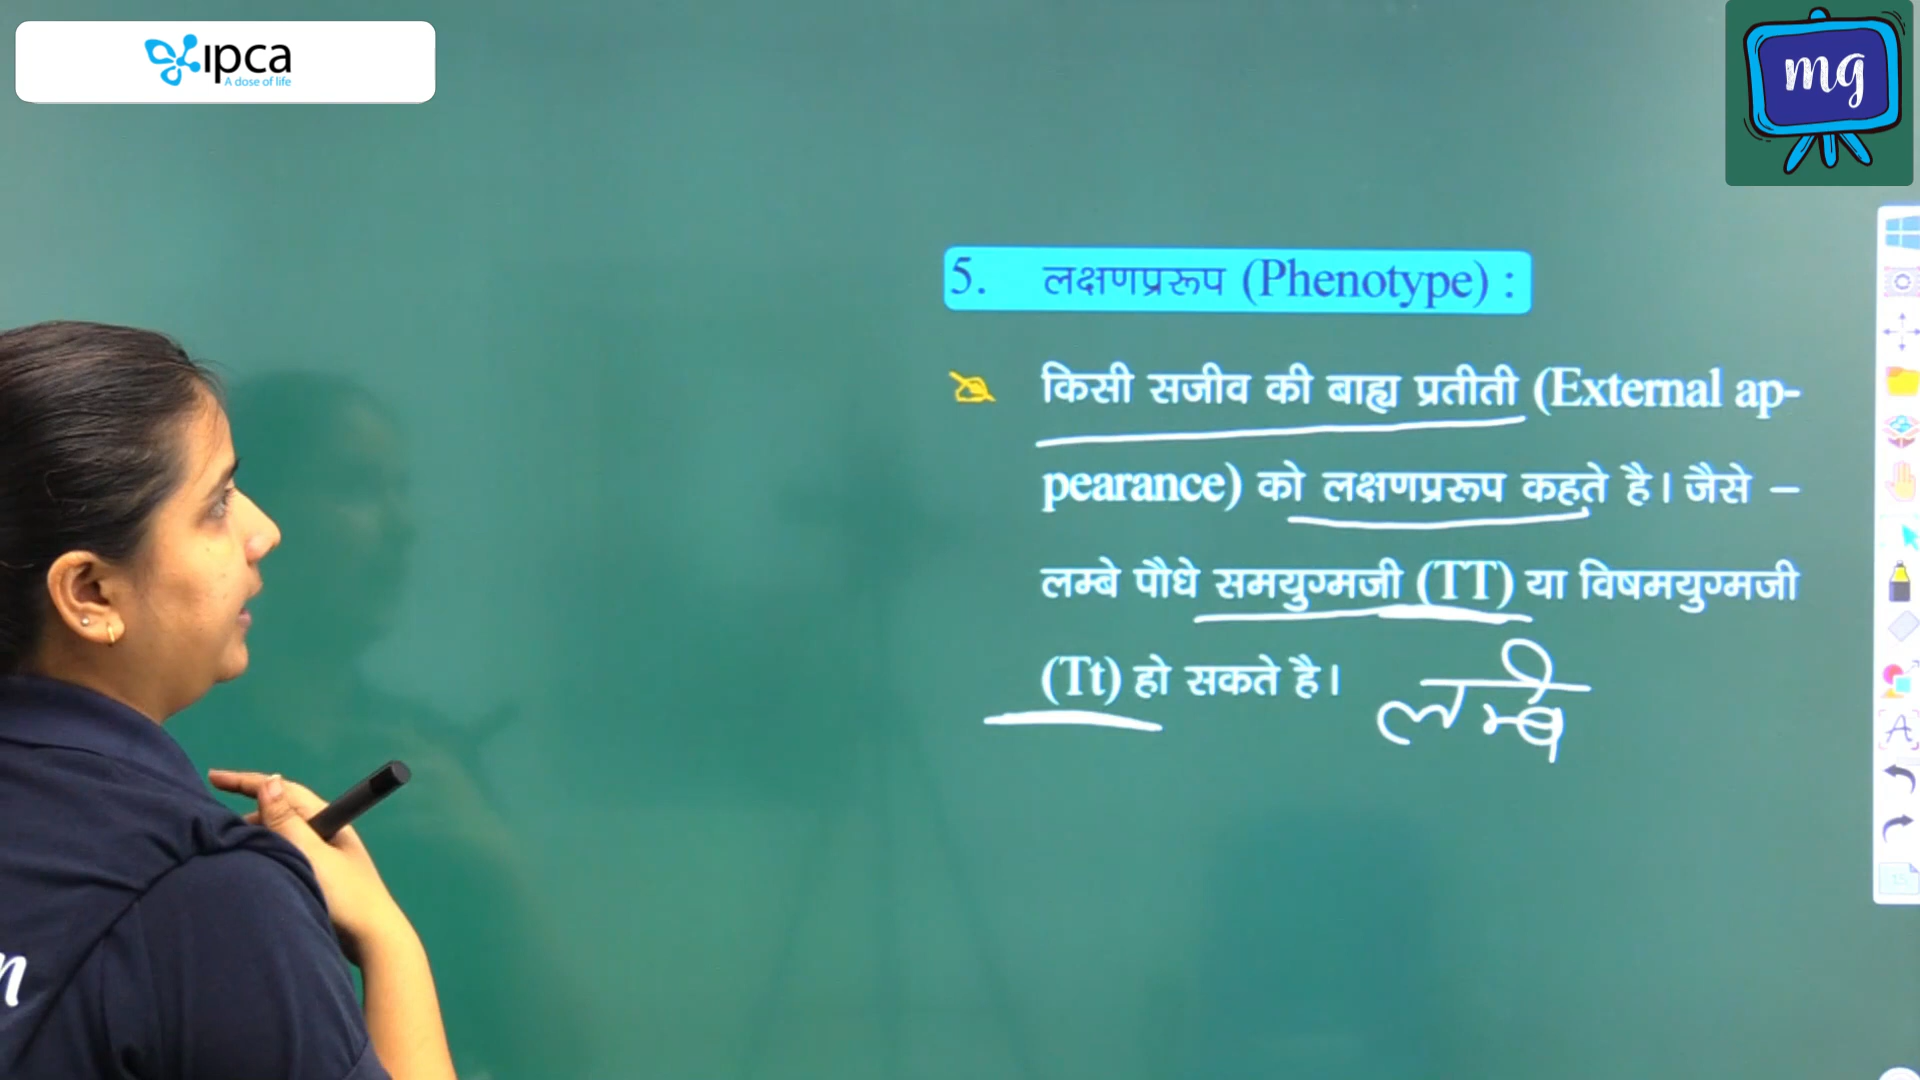 ipca
A dose of life
mg
5. लक्षणप्ररूप (Phenotype) :
किसी सजीव की बाह्य प्रतीती (External ap-
pearance) को लक्षणप्ररूप कहते है। जैसे –
लम्बे पौधे समयुग्मजी (TT) या विषमयुग्मजी
(Tt) हो सकते है।
लम्बे
n